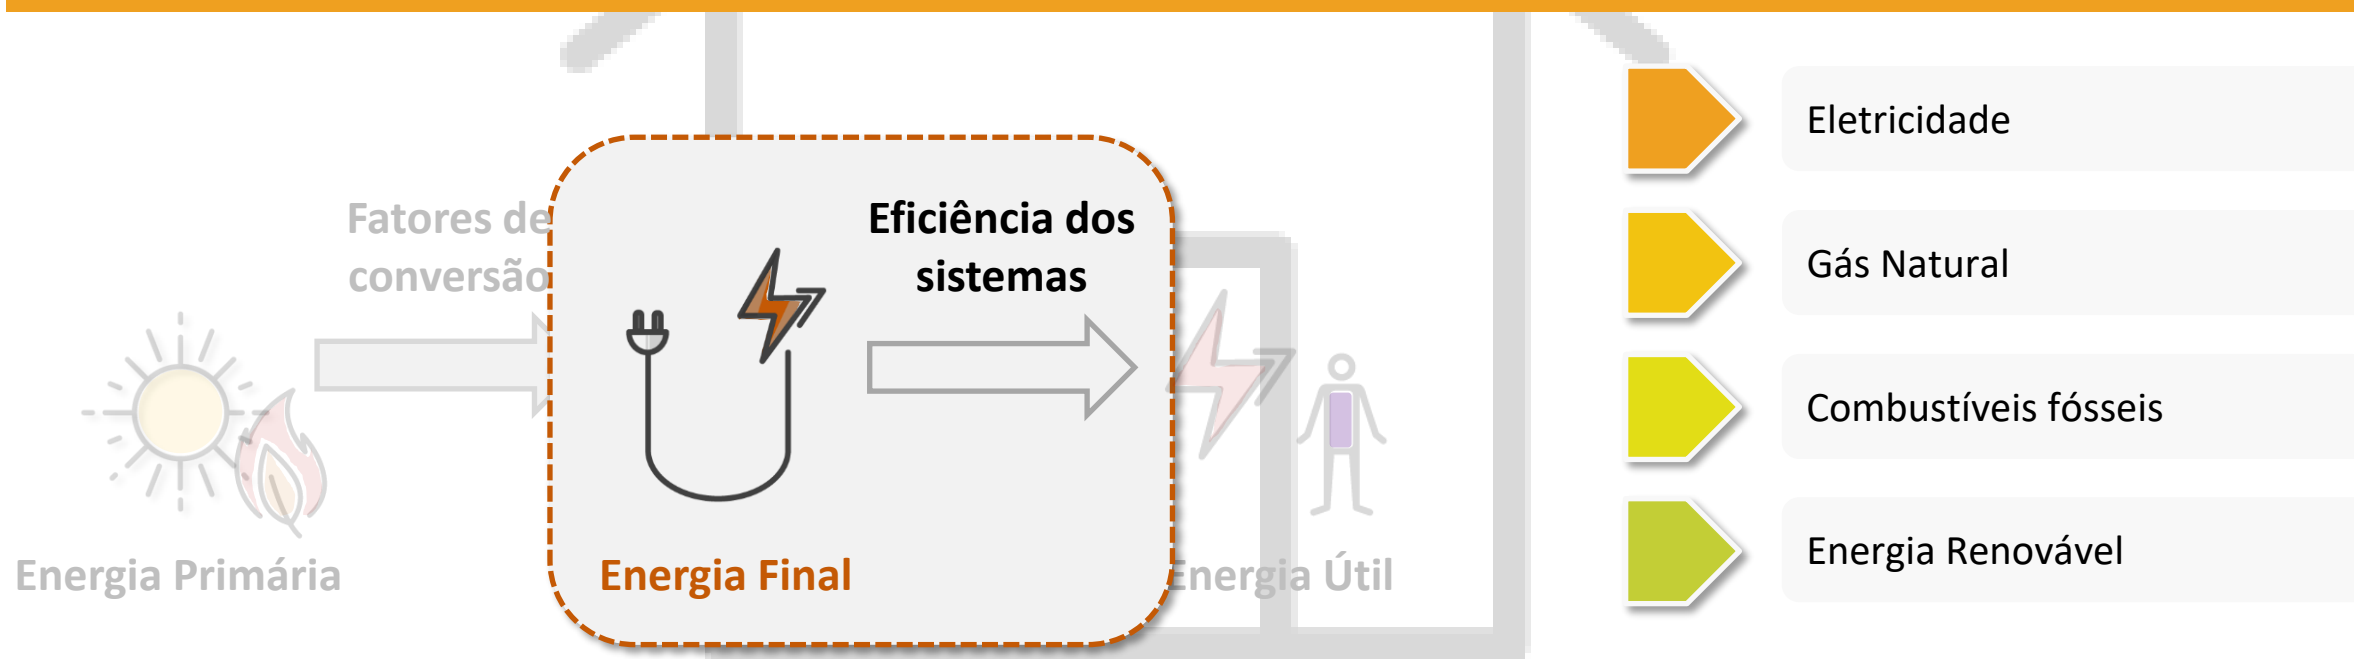 Fatores de
conversão
Eficiência dos
sistemas
Energia Primária
Energia Final
Energia Útil
Eletricidade
Gás Natural
Combustíveis fósseis
Energia Renovável